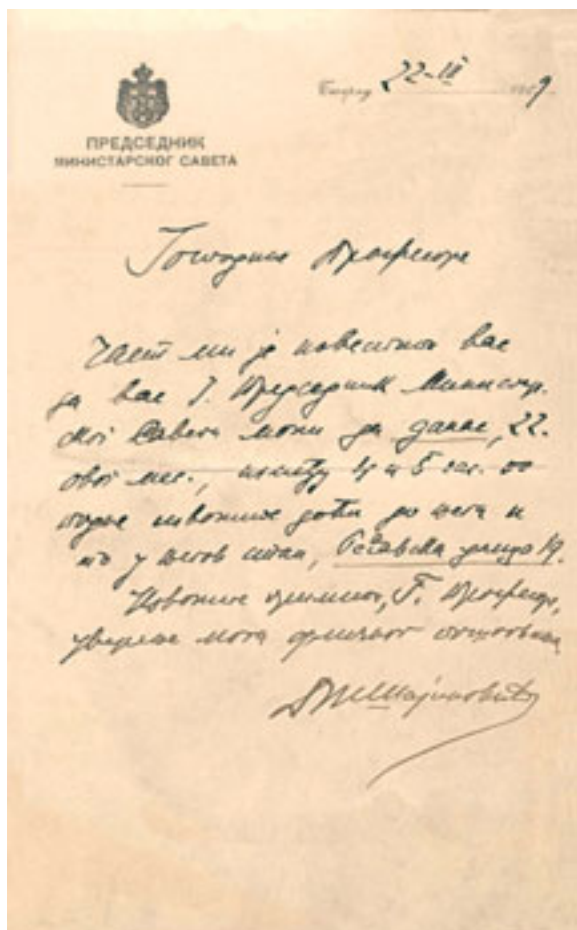 Београд 22-III 1909
ПРЕДСЕДНИК
МИНИСТАРСКОГ САВЕТА
Господине Професоре
Част ми је известити вас
да вас Г. Председник Министар.
ског Савета моли да данас, 22.
овог мес., између 4 и 5 час. по
подне изволите доћи до њега и
то у његов стан, Ресавска улица 19.
Изволите примити, Г. Професоре,
уверење мога одличног поштовања